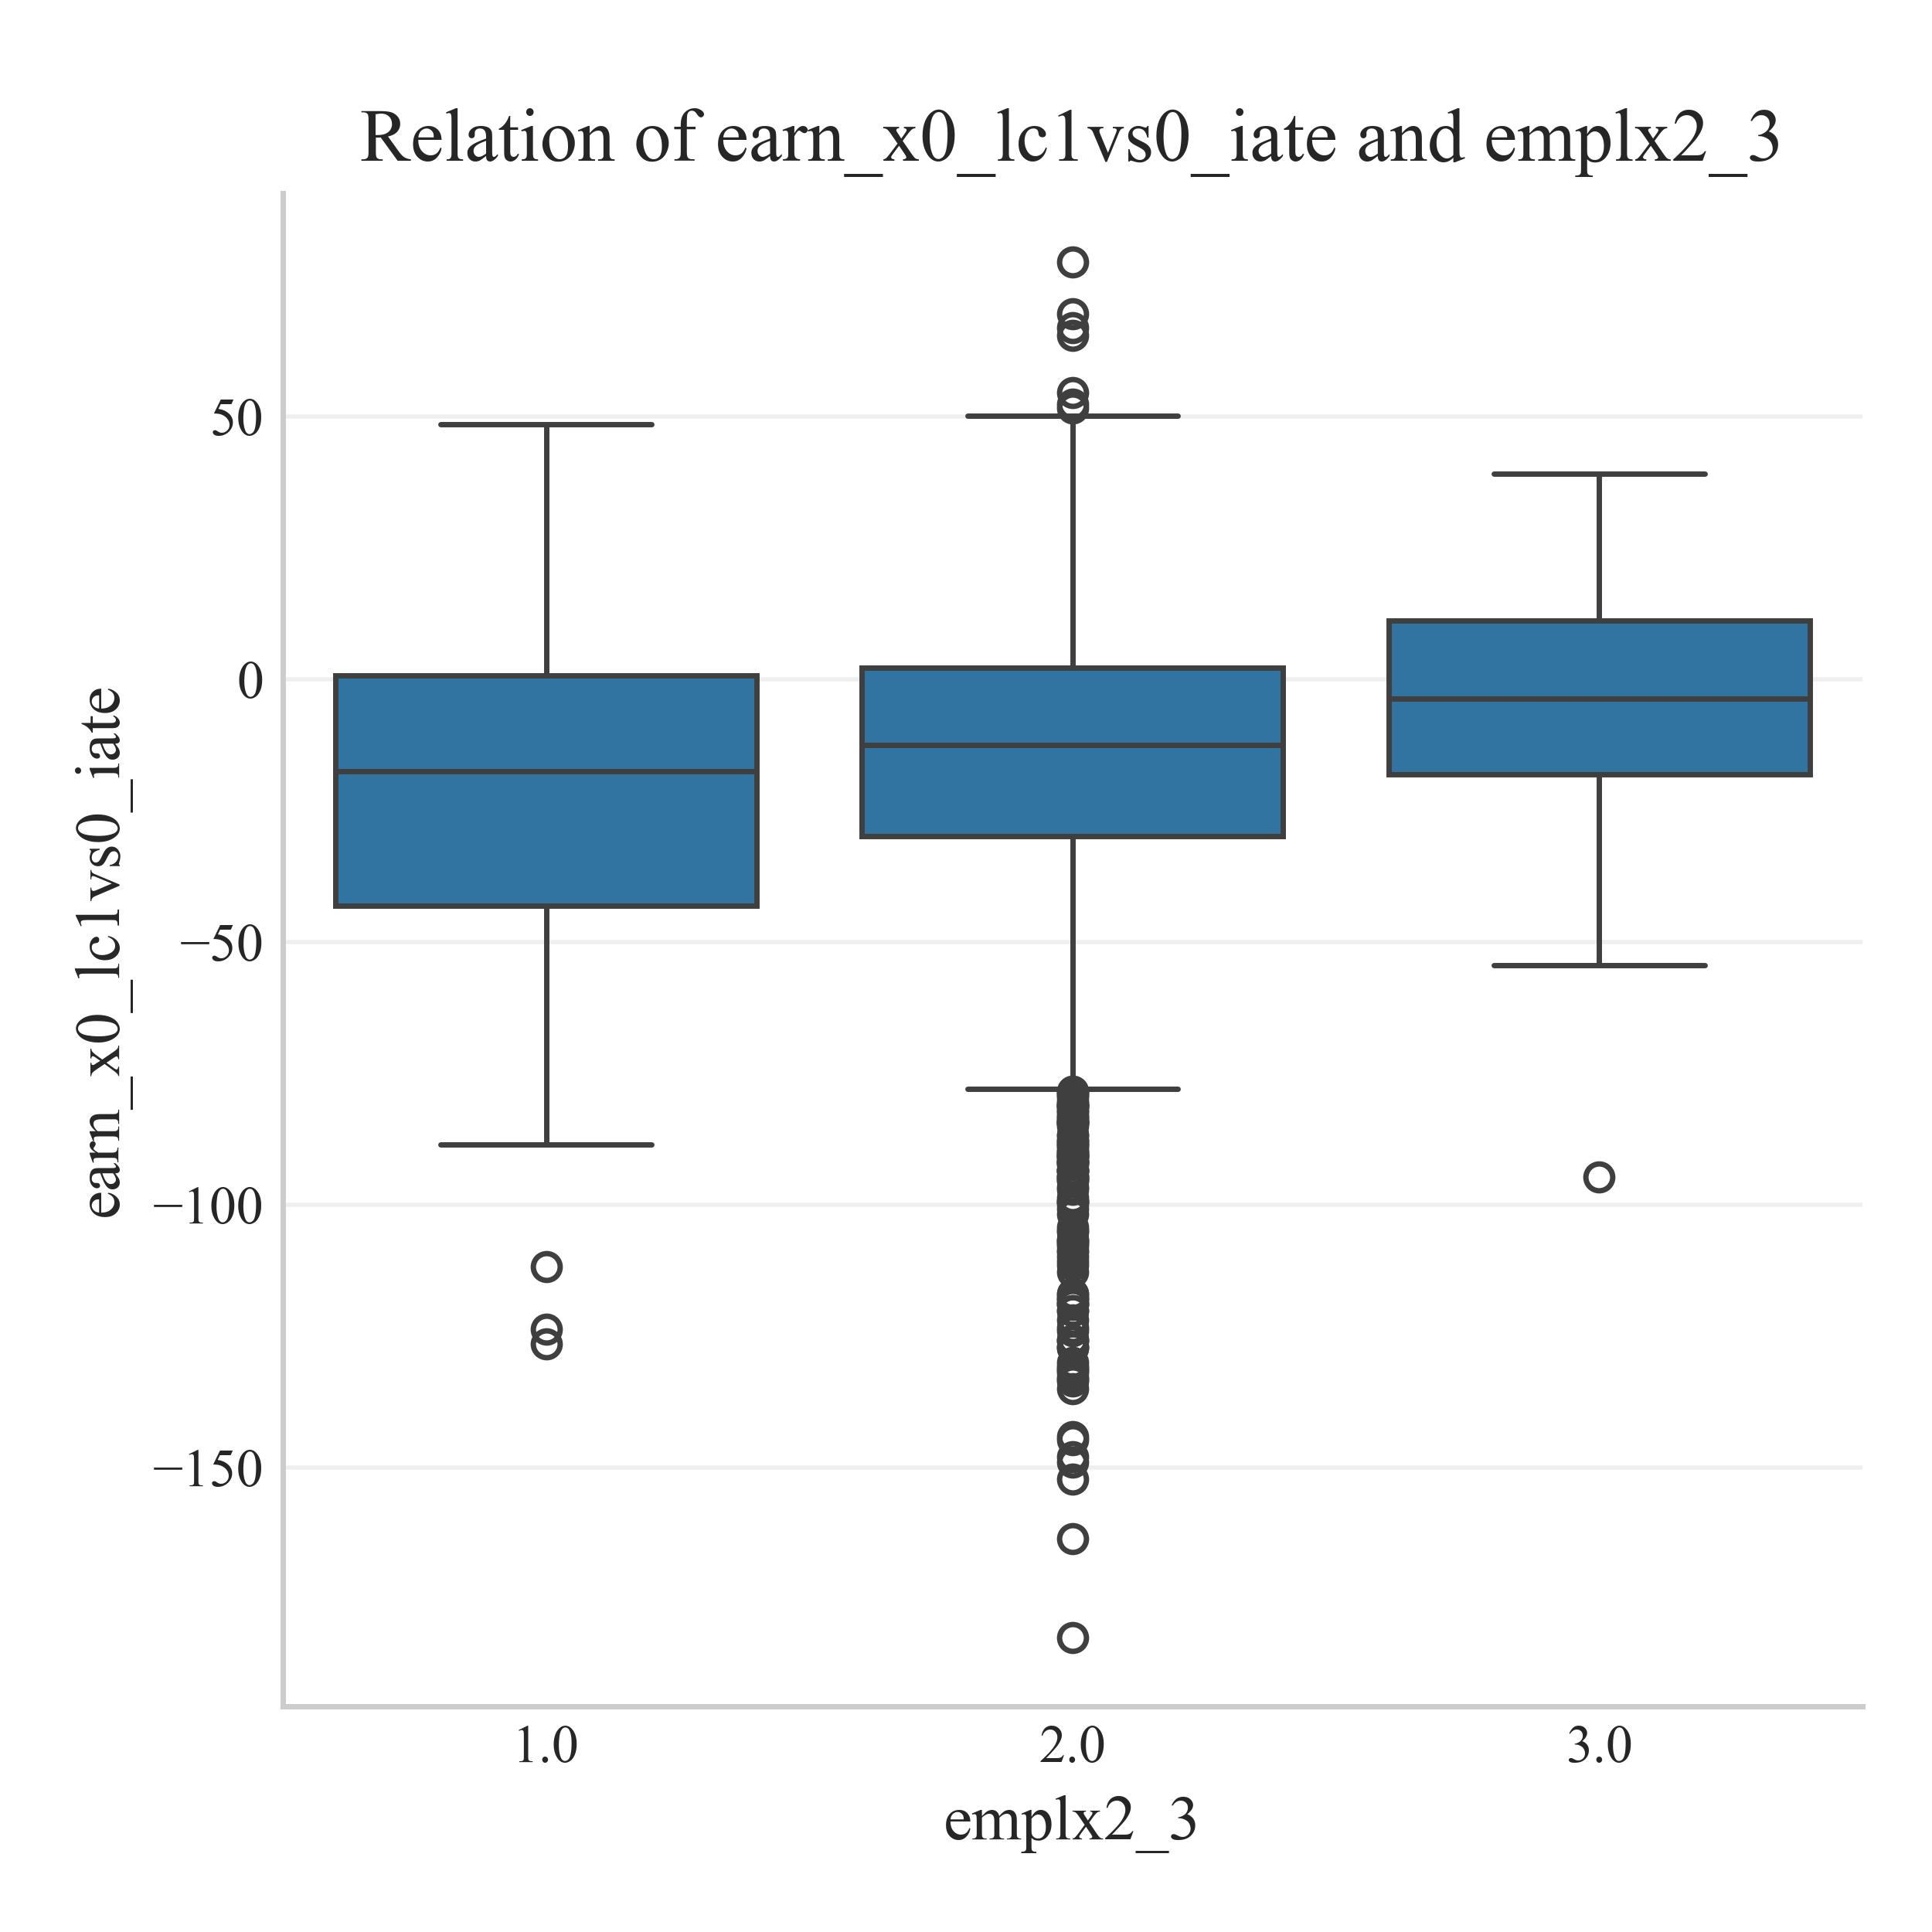 Relation of earn_x0_lc1vs0_iate and emplx2_3
earn_x0_lc1vs0_iate
50
0
−50
−100
−150
1.0 2.0 3.0
emplx2_3